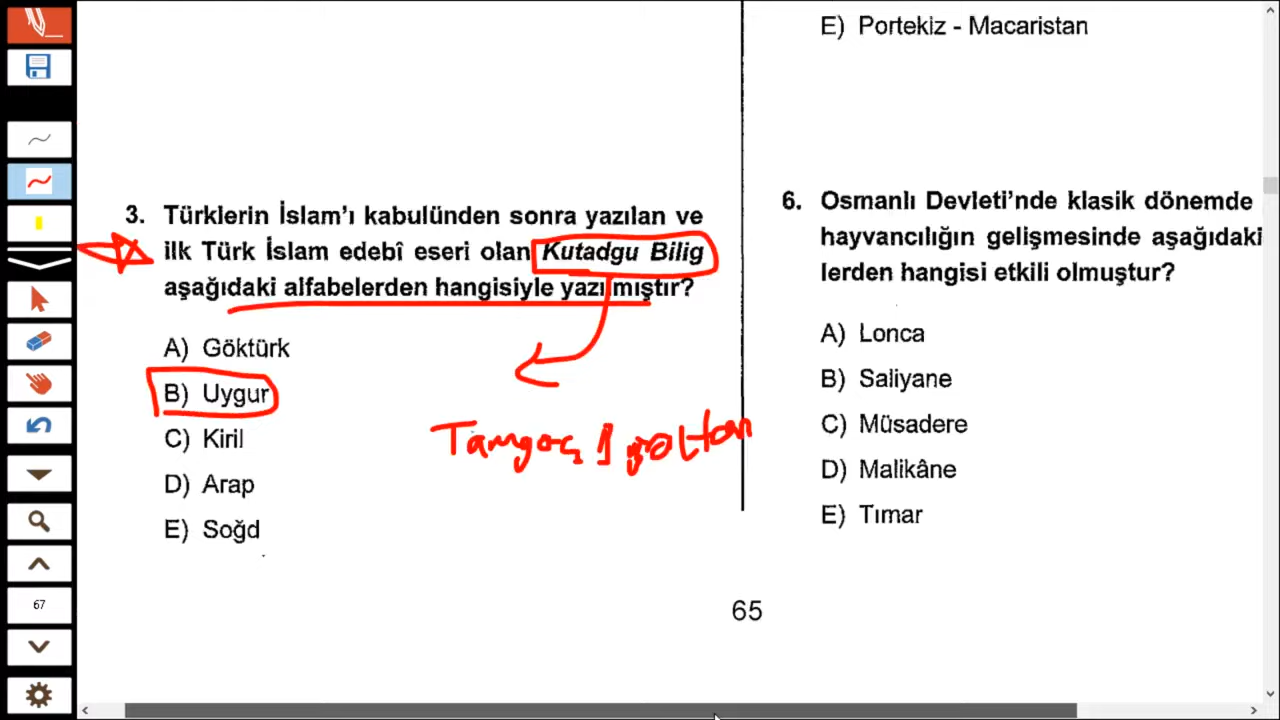 E) Portekiz - Macaristan
3. Türklerin İslam'ı kabulünden sonra yazılan ve
ilk Türk İslam edebî eseri olan Kutadgu Bilig
aşağıdaki alfabelerden hangisiyle yazılmıştır?
A) Göktürk
B) Uygur
C) Kiril
D) Arap
E) Soğd
Tamgaç
6. Osmanlı Devleti'nde klasik dönemde
hayvancılığın gelişmesinde aşağıdaki
lerden hangisi etkili olmuştur?
A) Lonca
B) Saliyane
C) Müsadere
D) Malikâne
E) Tımar
65
67